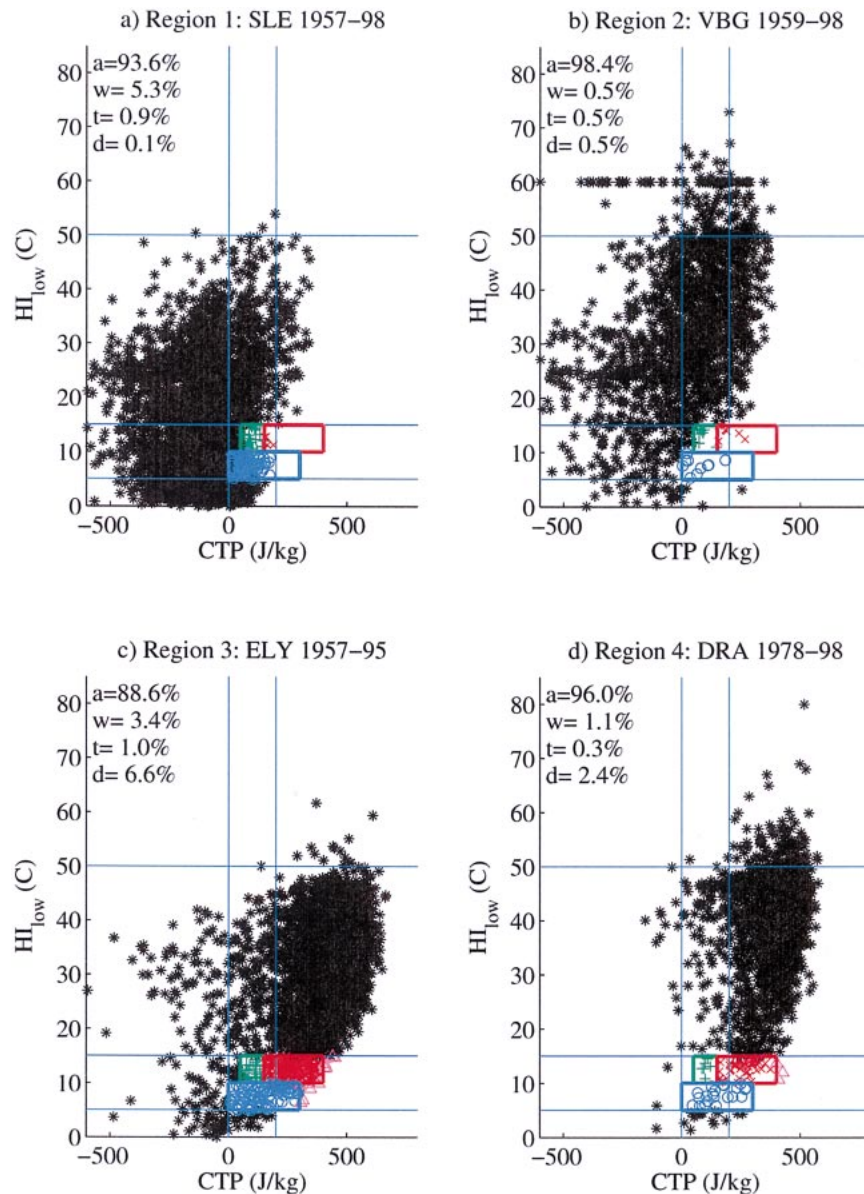 a) Region 1: SLE 1957−98
a=93.6%
w= 5.3%
t= 0.9%
d= 0.1%
80
70
60
50
40
30
20
10
0
HI_low (C)
−500 0 500
CTP (J/kg)
b) Region 2: VBG 1959−98
a=98.4%
w= 0.5%
t= 0.5%
d= 0.5%
80
70
60
50
40
30
20
10
0
HI_low (C)
−500 0 500
CTP (J/kg)
c) Region 3: ELY 1957−95
a=88.6%
w= 3.4%
t= 1.0%
d= 6.6%
80
70
60
50
40
30
20
10
0
HI_low (C)
−500 0 500
CTP (J/kg)
d) Region 4: DRA 1978−98
a=96.0%
w= 1.1%
t= 0.3%
d= 2.4%
80
70
60
50
40
30
20
10
0
HI_low (C)
−500 0 500
CTP (J/kg)